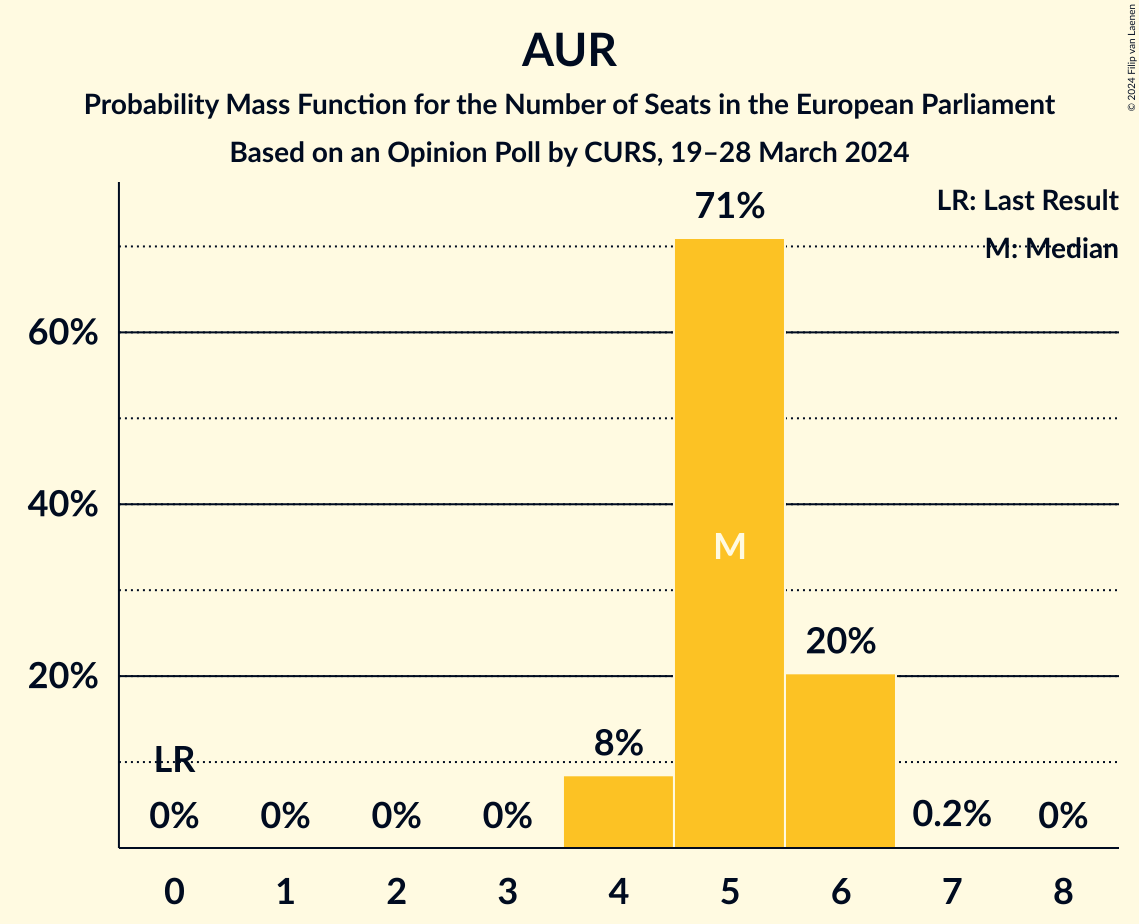 AUR
Probability Mass Function for the Number of Seats in the European Parliament
Based on an Opinion Poll by CURS, 19–28 March 2024
© 2024 Filip van Laenen
LR: Last Result
M: Median
71%
60%
40%
M
20%
20%
8%
LR
0%
0%
0%
0%
0.2%
0%
0 1 2 3 4 5 6 7 8